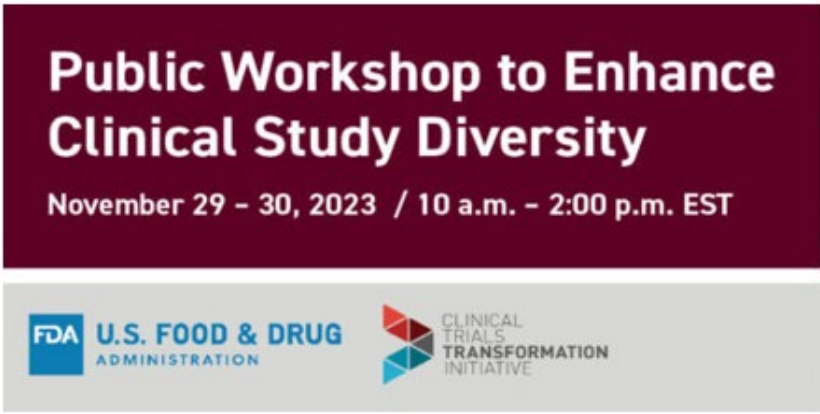 Public Workshop to Enhance
Clinical Study Diversity
November 29 – 30, 2023 / 10 a.m. – 2:00 p.m. EST
FDA
U.S. FOOD & DRUG
ADMINISTRATION
CLINICAL
TRIALS
TRANSFORMATION
INITIATIVE